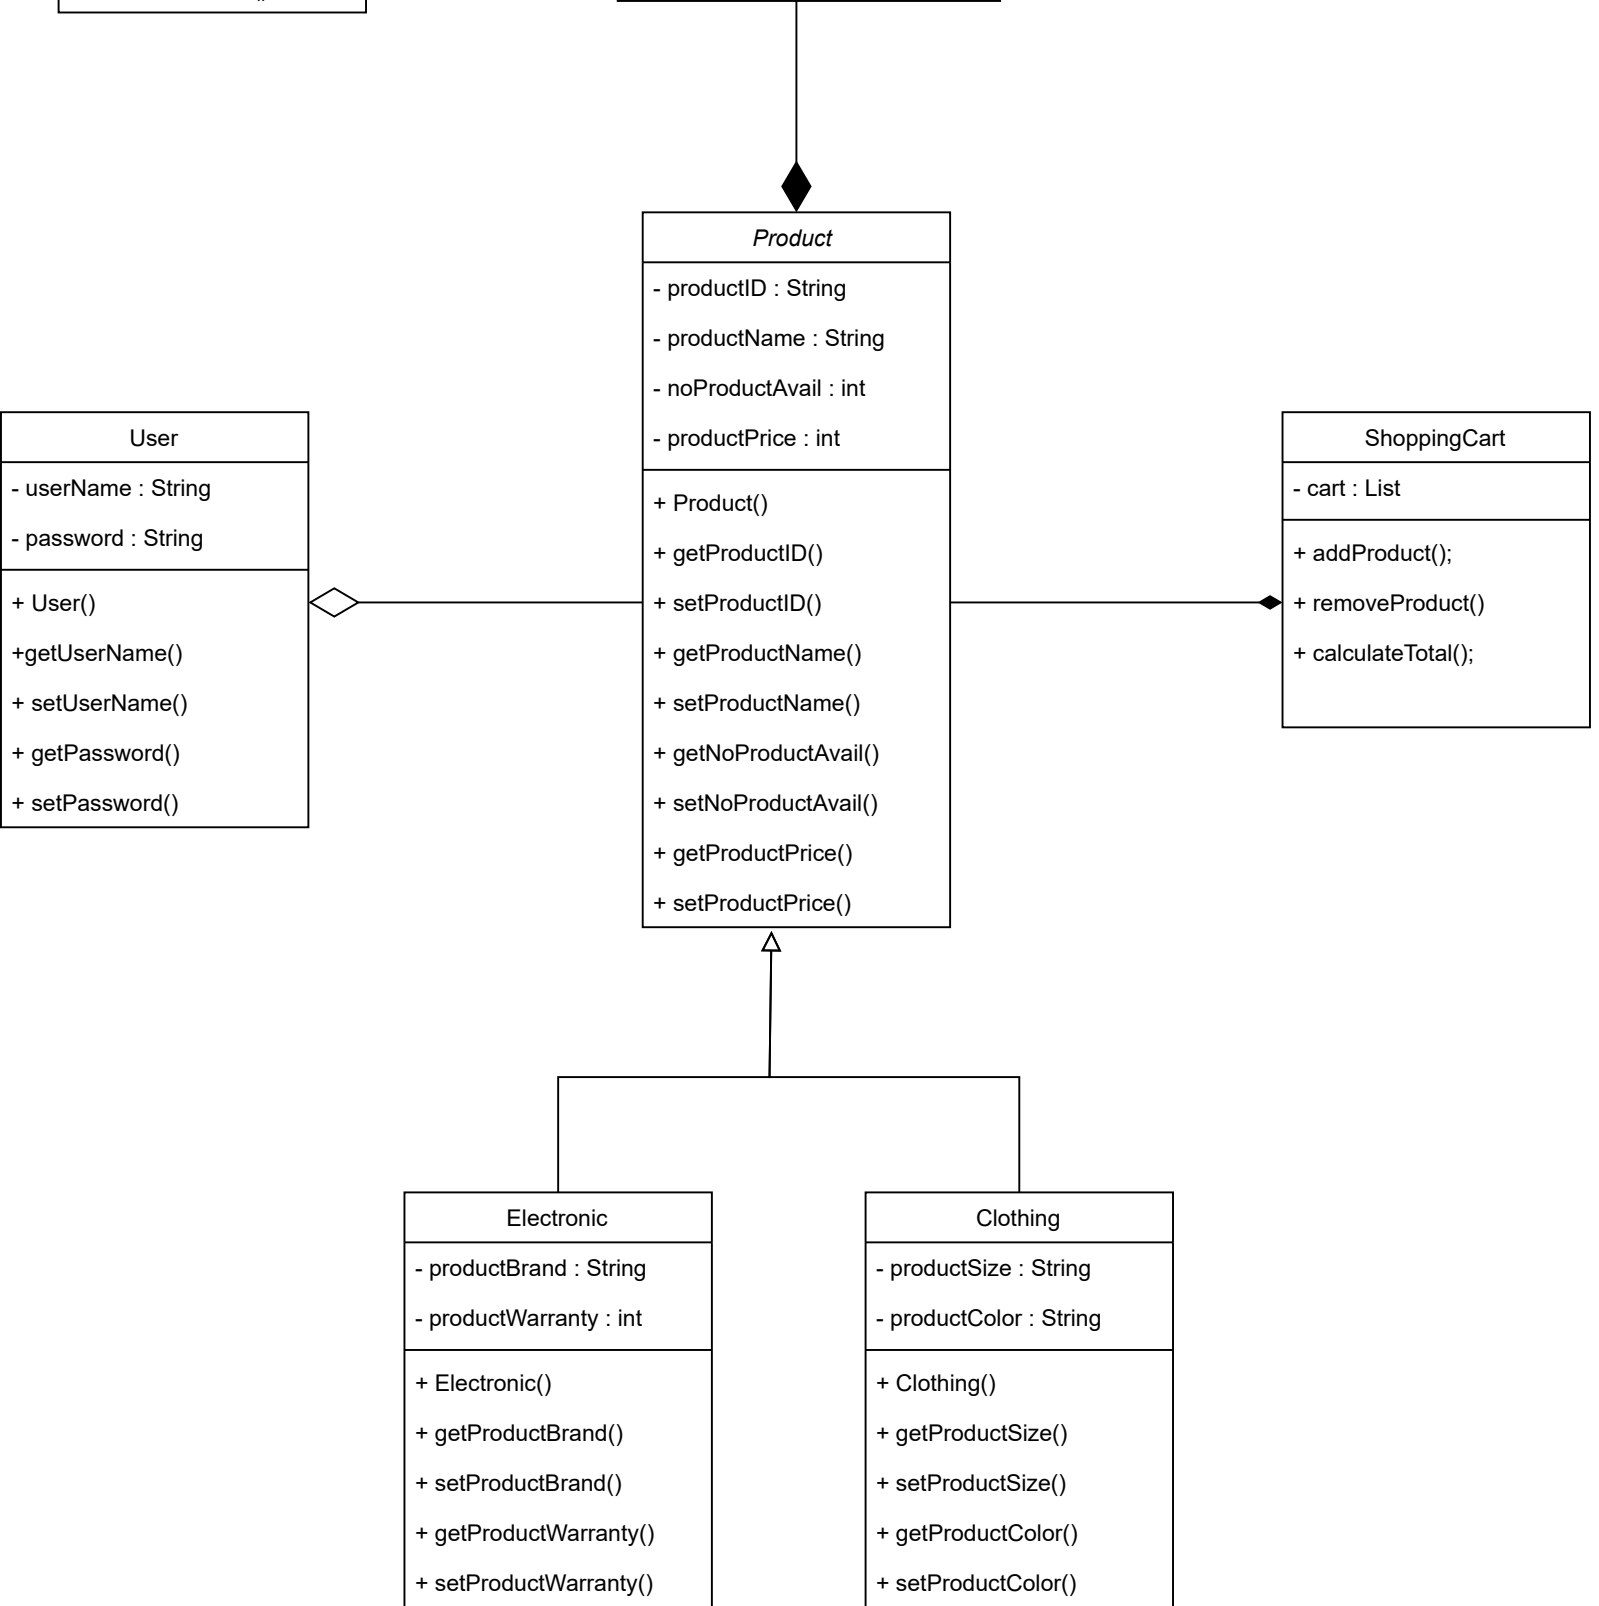 Product
- productID : String
- productName : String
- noProductAvail : int
- productPrice : int
+ Product()
+ getProductID()
+ setProductID()
+ getProductName()
+ setProductName()
+ getNoProductAvail()
+ setNoProductAvail()
+ getProductPrice()
+ setProductPrice()
User
- userName : String
- password : String
+ User()
+getUserName()
+ setUserName()
+ getPassword()
+ setPassword()
ShoppingCart
- cart : List
+ addProduct();
+ removeProduct()
+ calculateTotal();
Electronic
- productBrand : String
- productWarranty : int
+ Electronic()
+ getProductBrand()
+ setProductBrand()
+ getProductWarranty()
+ setProductWarranty()
Clothing
- productSize : String
- productColor : String
+ Clothing()
+ getProductSize()
+ setProductSize()
+ getProductColor()
+ setProductColor()